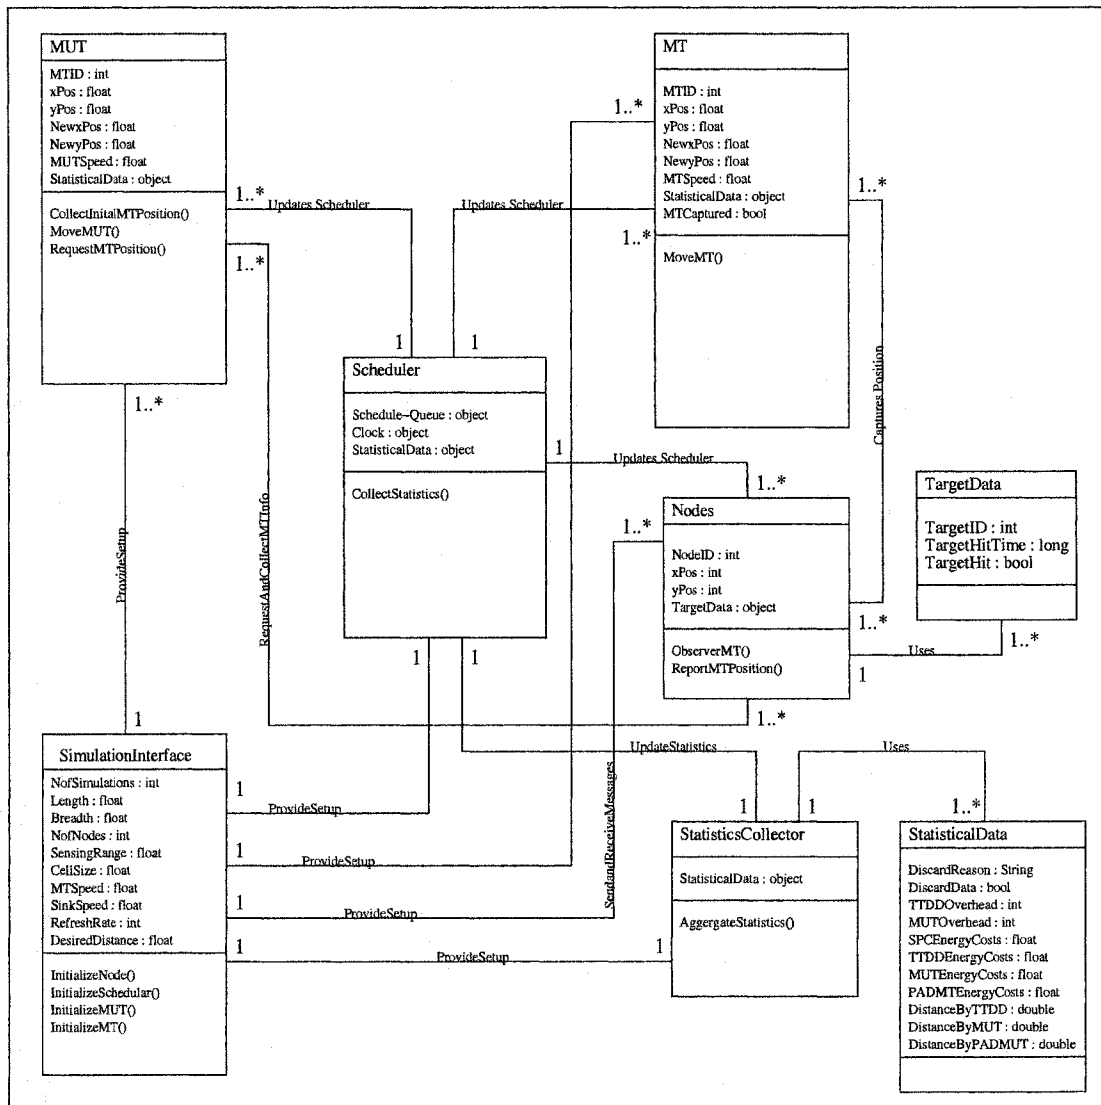 MUT
MTID : int
xPos : float
yPos : float
NewxPos : float
NewyPos : float
MUTSpeed : float
StatisticalData : object
CollectInitalMTPosition()
MoveMUT()
RequestMTPosition()
1..*
Updates Scheduler
1..*
1..*
MT
MTID : int
xPos : float
yPos : float
NewxPos : float
NewyPos : float
MTSpeed : float
StatisticalData : object
MTCaptured : bool
MoveMT()
1..*
Updates Scheduler
1..*
1..*
Captures Position
1
1
Scheduler
Schedule-Queue : object
Clock : object
StatisticalData : object
CollectStatistics()
1
Updates Scheduler
1..*
1..*
Nodes
NodeID : int
xPos : int
yPos : int
TargetData : object
ObserverMT()
ReportMTPosition()
1..*
1
Uses
1..*
TargetData
TargetID : int
TargetHitTime : long
TargetHit : bool
1..*
ProvideSetup
RequestAndCollectMTInfo
1
1
1
SimulationInterface
NofSimulations : int
Length : float
Breadth : float
NofNodes : int
SensingRange : float
CellSize : float
MTSpeed : float
SinkSpeed : float
RefreshRate : int
DesiredDistance : float
InitializeNode()
InitializeSchedular()
InitializeMUT()
InitializeMT()
1
ProvideSetup
1
ProvideSetup
1
ProvideSetup
SendandReceiveMessages
1
ProvideSetup
1
UpdateStatistics
1
1
Uses
1..*
StatisticsCollector
StatisticalData : object
AggergateStatistics()
StatisticalData
DiscardReason : String
DiscardData : bool
TTDDOverhead : int
MUTOverhead : int
SPCEnergyCosts : float
TTDDEnergyCosts : float
MUTEnergyCosts : float
PADMTEnergyCosts : float
DistanceByTTDD : double
DistanceByMUT : double
DistanceByPADMUT : double